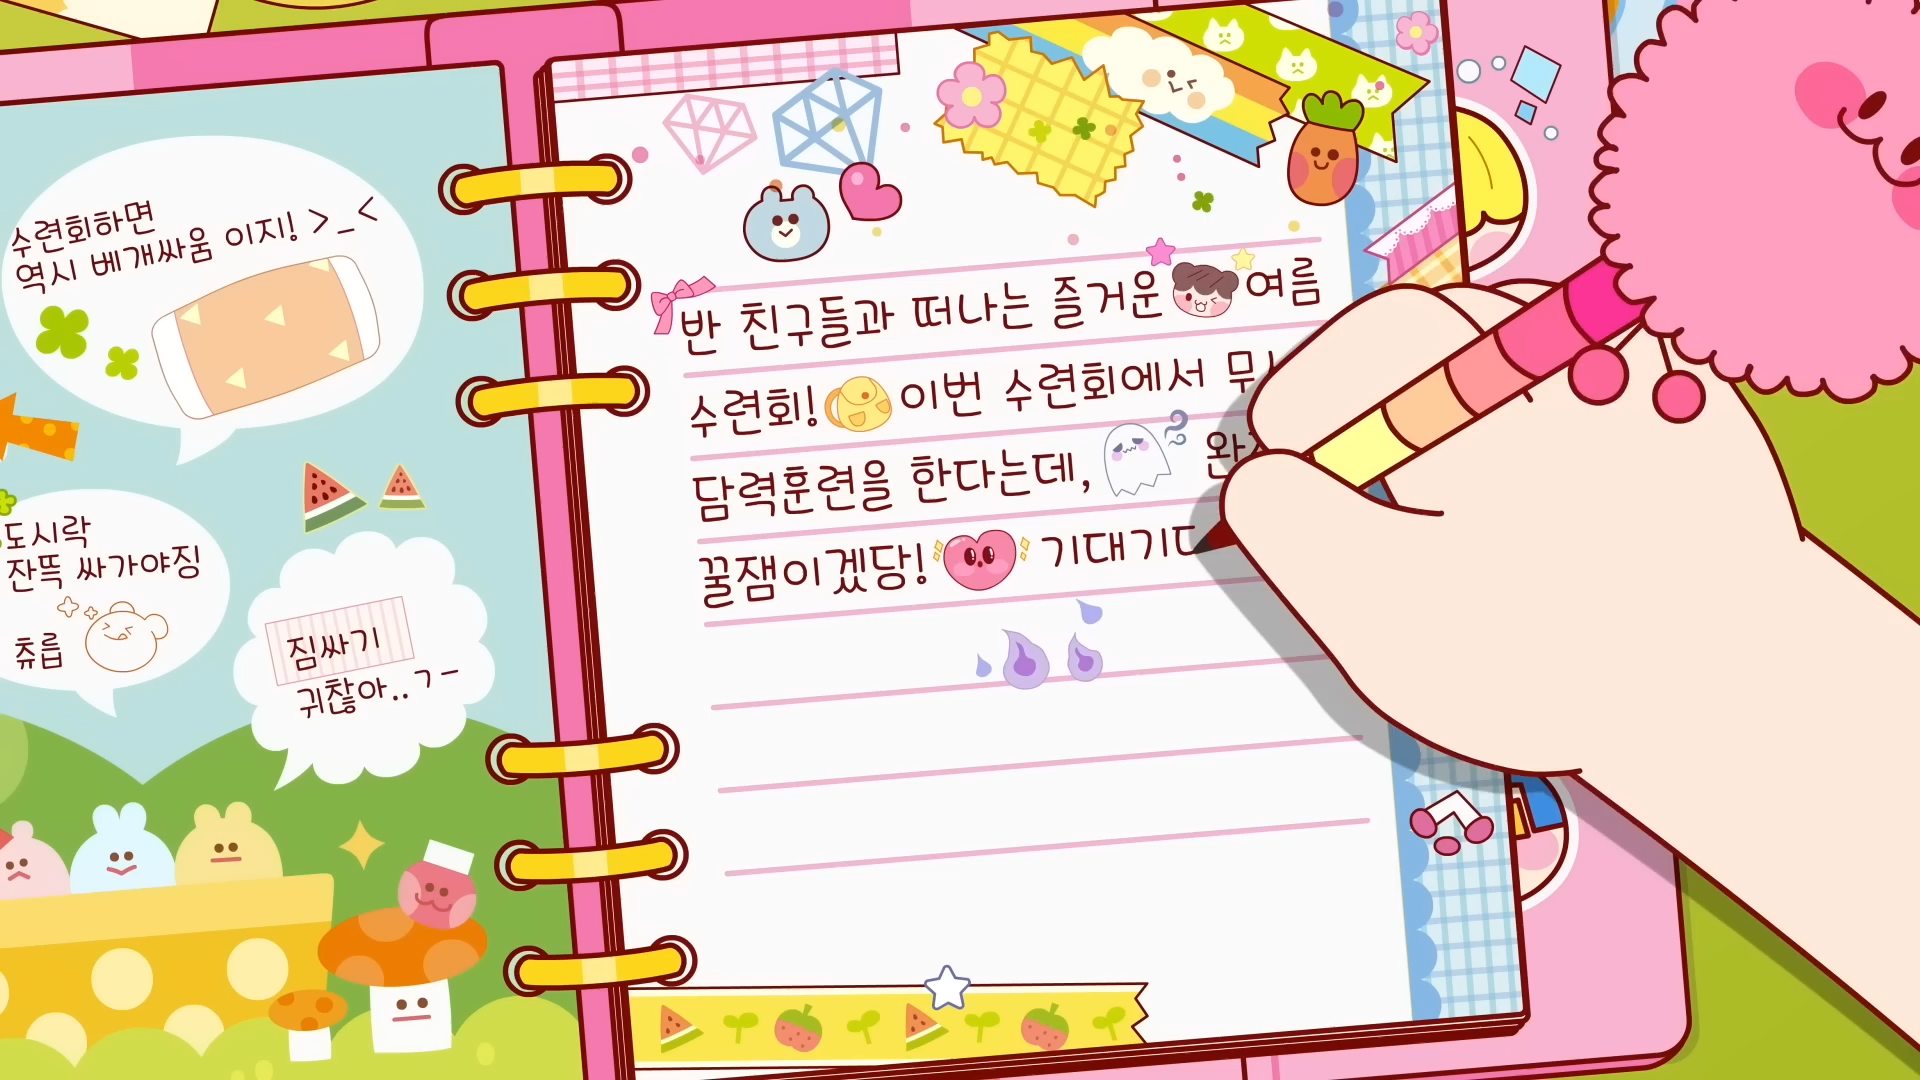 수련회하면
역시 베개싸움 이지! >_<
도시락
잔뜩 싸가야징
츄릅
짐싸기
귀찮아..ㄱ-
반 친구들과 떠나는 즐거운 여름
수련회! 이번 수련회에서
담력훈련을 한다는데,
꿀잼이겠당! 기대기